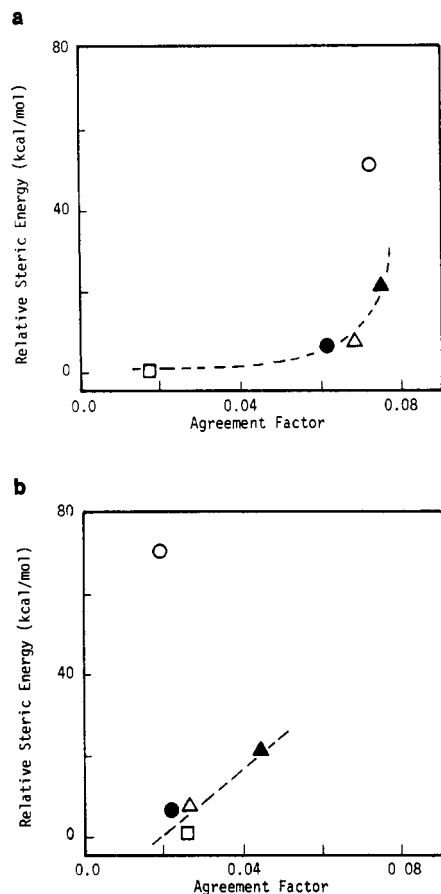 a
80
40
0
Relative Steric Energy (kcal/mol)
0.0
0.04
0.08
Agreement Factor
b
80
40
0
Relative Steric Energy (kcal/mol)
0.0
0.04
0 08
Agreement Factor